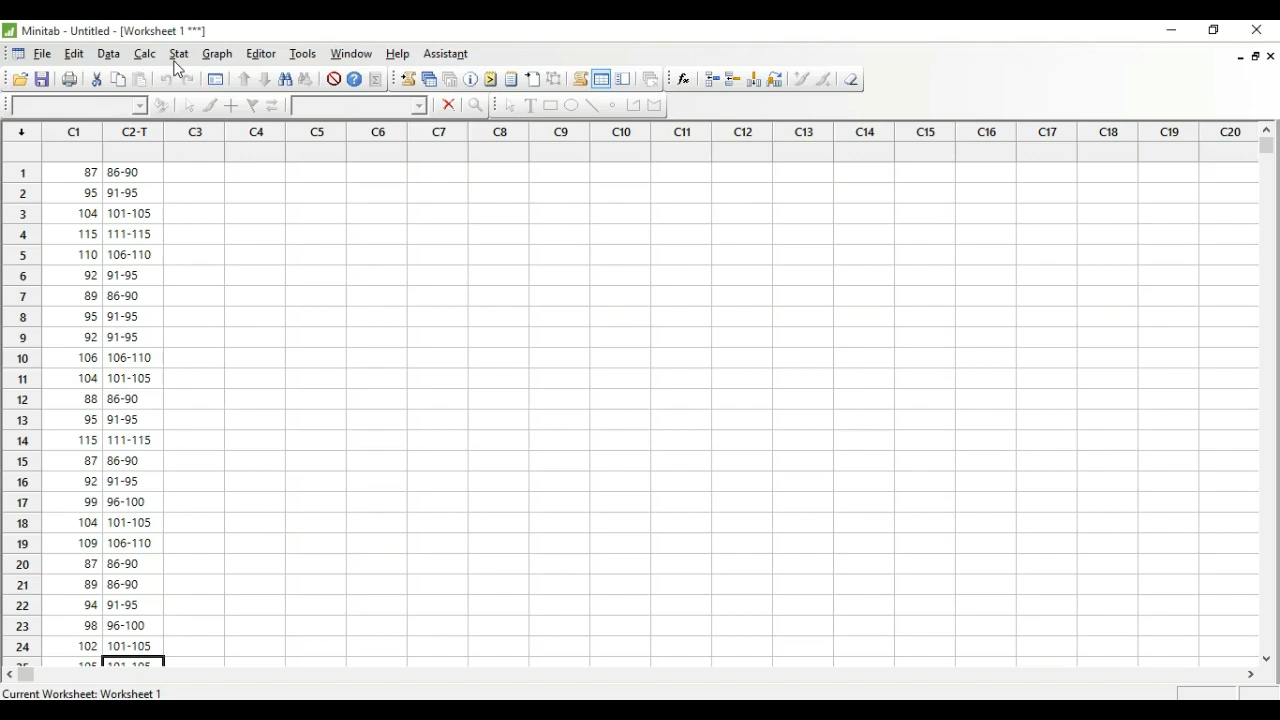 Minitab - Untitled - [Worksheet 1 ***]
File Edit Data Calc Stat Graph Editor Tools Window Help Assistant
C1 C2-T C3 C4 C5 C6 C7 C8 C9 C10 C11 C12 C13 C14 C15 C16 C17 C18 C19 C20
1 87 86-90
2 95 91-95
3 104 101-105
4 115 111-115
5 110 106-110
6 92 91-95
7 89 86-90
8 95 91-95
9 92 91-95
10 106 106-110
11 104 101-105
12 88 86-90
13 95 91-95
14 115 111-115
15 87 86-90
16 92 91-95
17 99 96-100
18 104 101-105
19 109 106-110
20 87 86-90
21 89 86-90
22 94 91-95
23 98 96-100
24 102 101-105
25 105 101-105
Current Worksheet: Worksheet 1